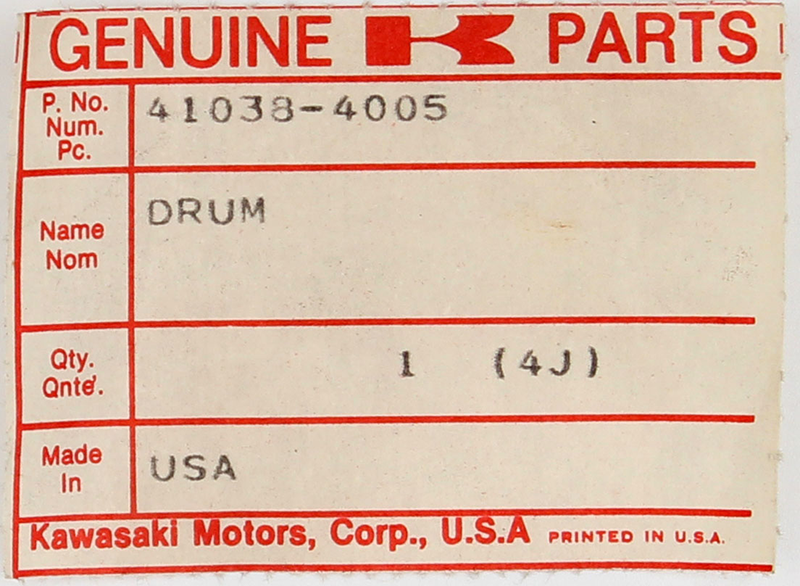 GENUINE K PARTS
P. No.
Num.
Pc.
41038-4005
Name
Nom
DRUM
Qty.
Qnte'.
1 (4J)
Made
In
USA
Kawasaki Motors, Corp., U.S.A PRINTED IN U.S.A.